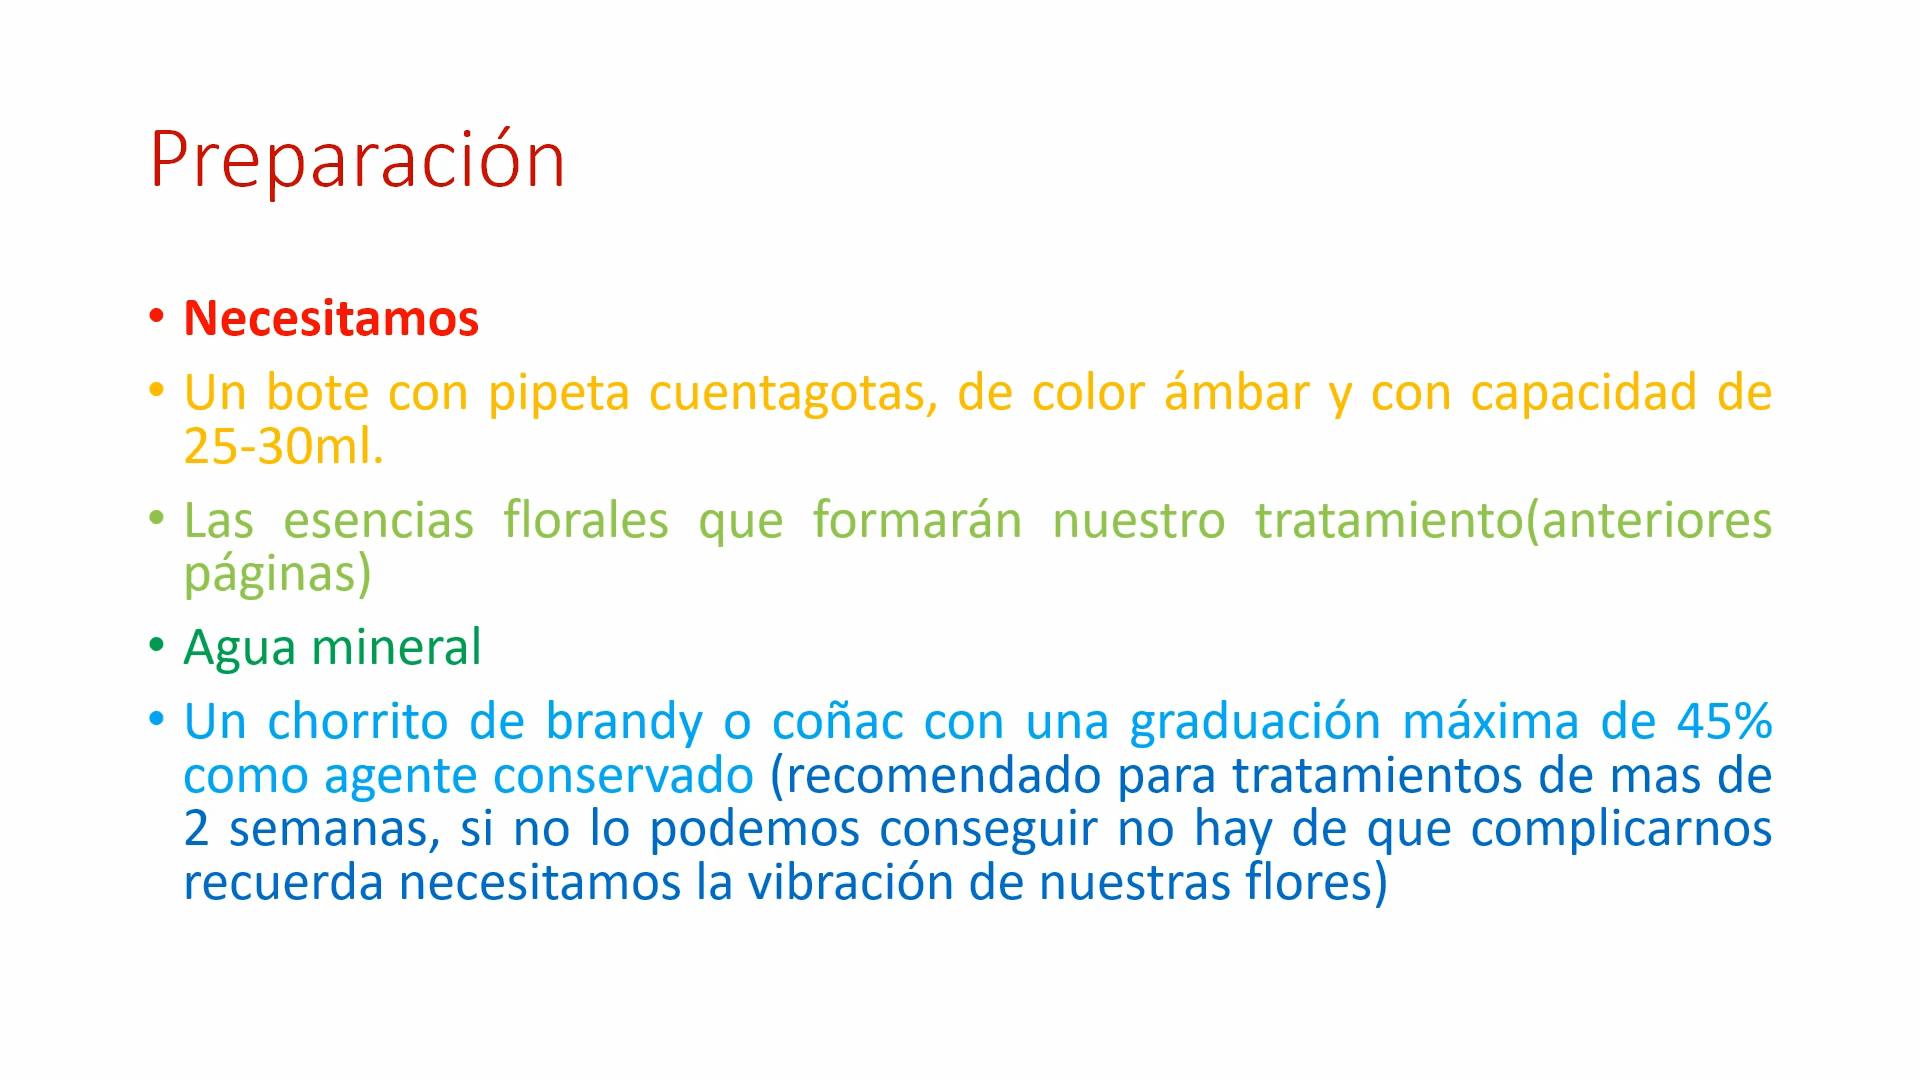 Preparación
• Necesitamos
• Un bote con pipeta cuentagotas, de color ámbar y con capacidad de
25-30ml.
• Las esencias florales que formarán nuestro tratamiento(anteriores
páginas)
• Agua mineral
• Un chorrito de brandy o coñac con una graduación máxima de 45%
como agente conservado (recomendado para tratamientos de mas de
2 semanas, si no lo podemos conseguir no hay de que complicarnos
recuerda necesitamos la vibración de nuestras flores)